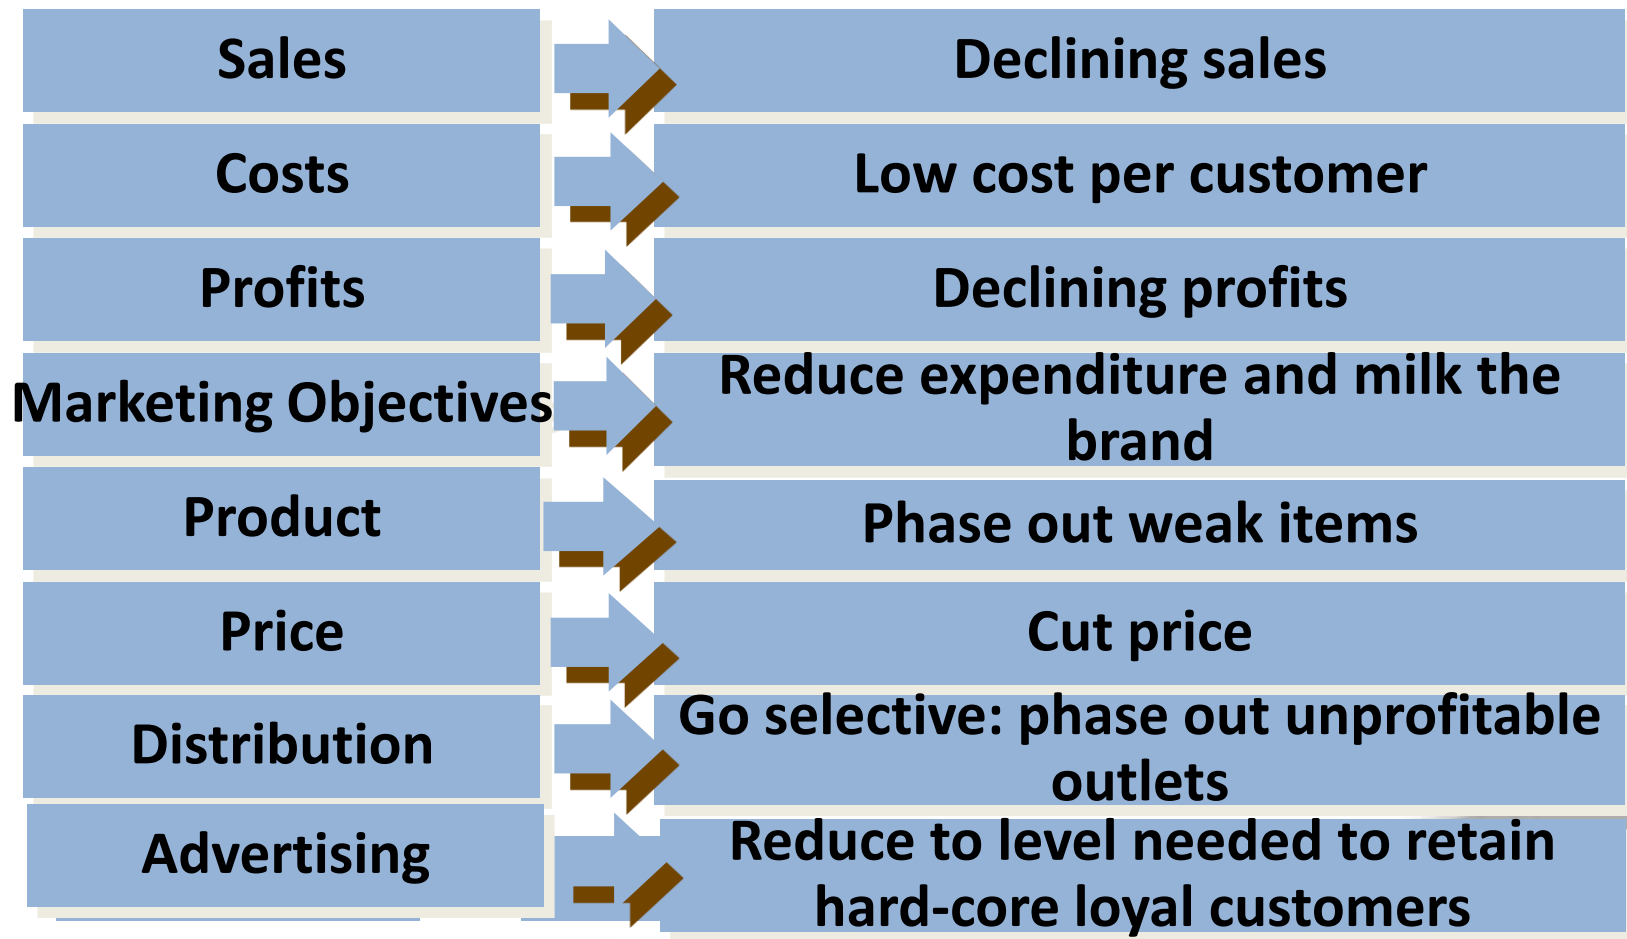 Sales
Declining sales
Costs
Low cost per customer
Profits
Declining profits
Marketing Objectives
Reduce expenditure and milk the
brand
Product
Phase out weak items
Price
Cut price
Distribution
Go selective: phase out unprofitable
outlets
Advertising
Reduce to level needed to retain
hard-core loyal customers